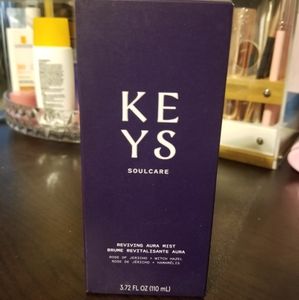 KE
YS
SOULCARE
REVIVING AURA MIST
BRUME REVITALISANTE AURA
ROSE OF JERICHO + WITCH HAZEL
ROSE DE JÉRICHO + HAMAMÉLIS
3.72 FL OZ (110 mL)